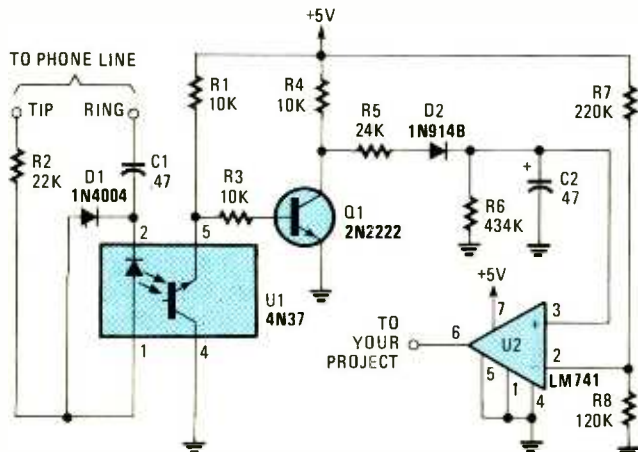 +5V
TO PHONE LINE
TIP
RING
R1
10K
R4
10K
R7
220K
R5
24K
D2
1N914B
R2
22K
D1
1N4004
C1
47
R3
10K
Q1
2N2222
R6
434K
+
C2
47
2
5
U1
4N37
1
4
+5V
7
TO
YOUR
PROJECT
6
U2
+
3
-
2
5
1
4
LM741
R8
120K